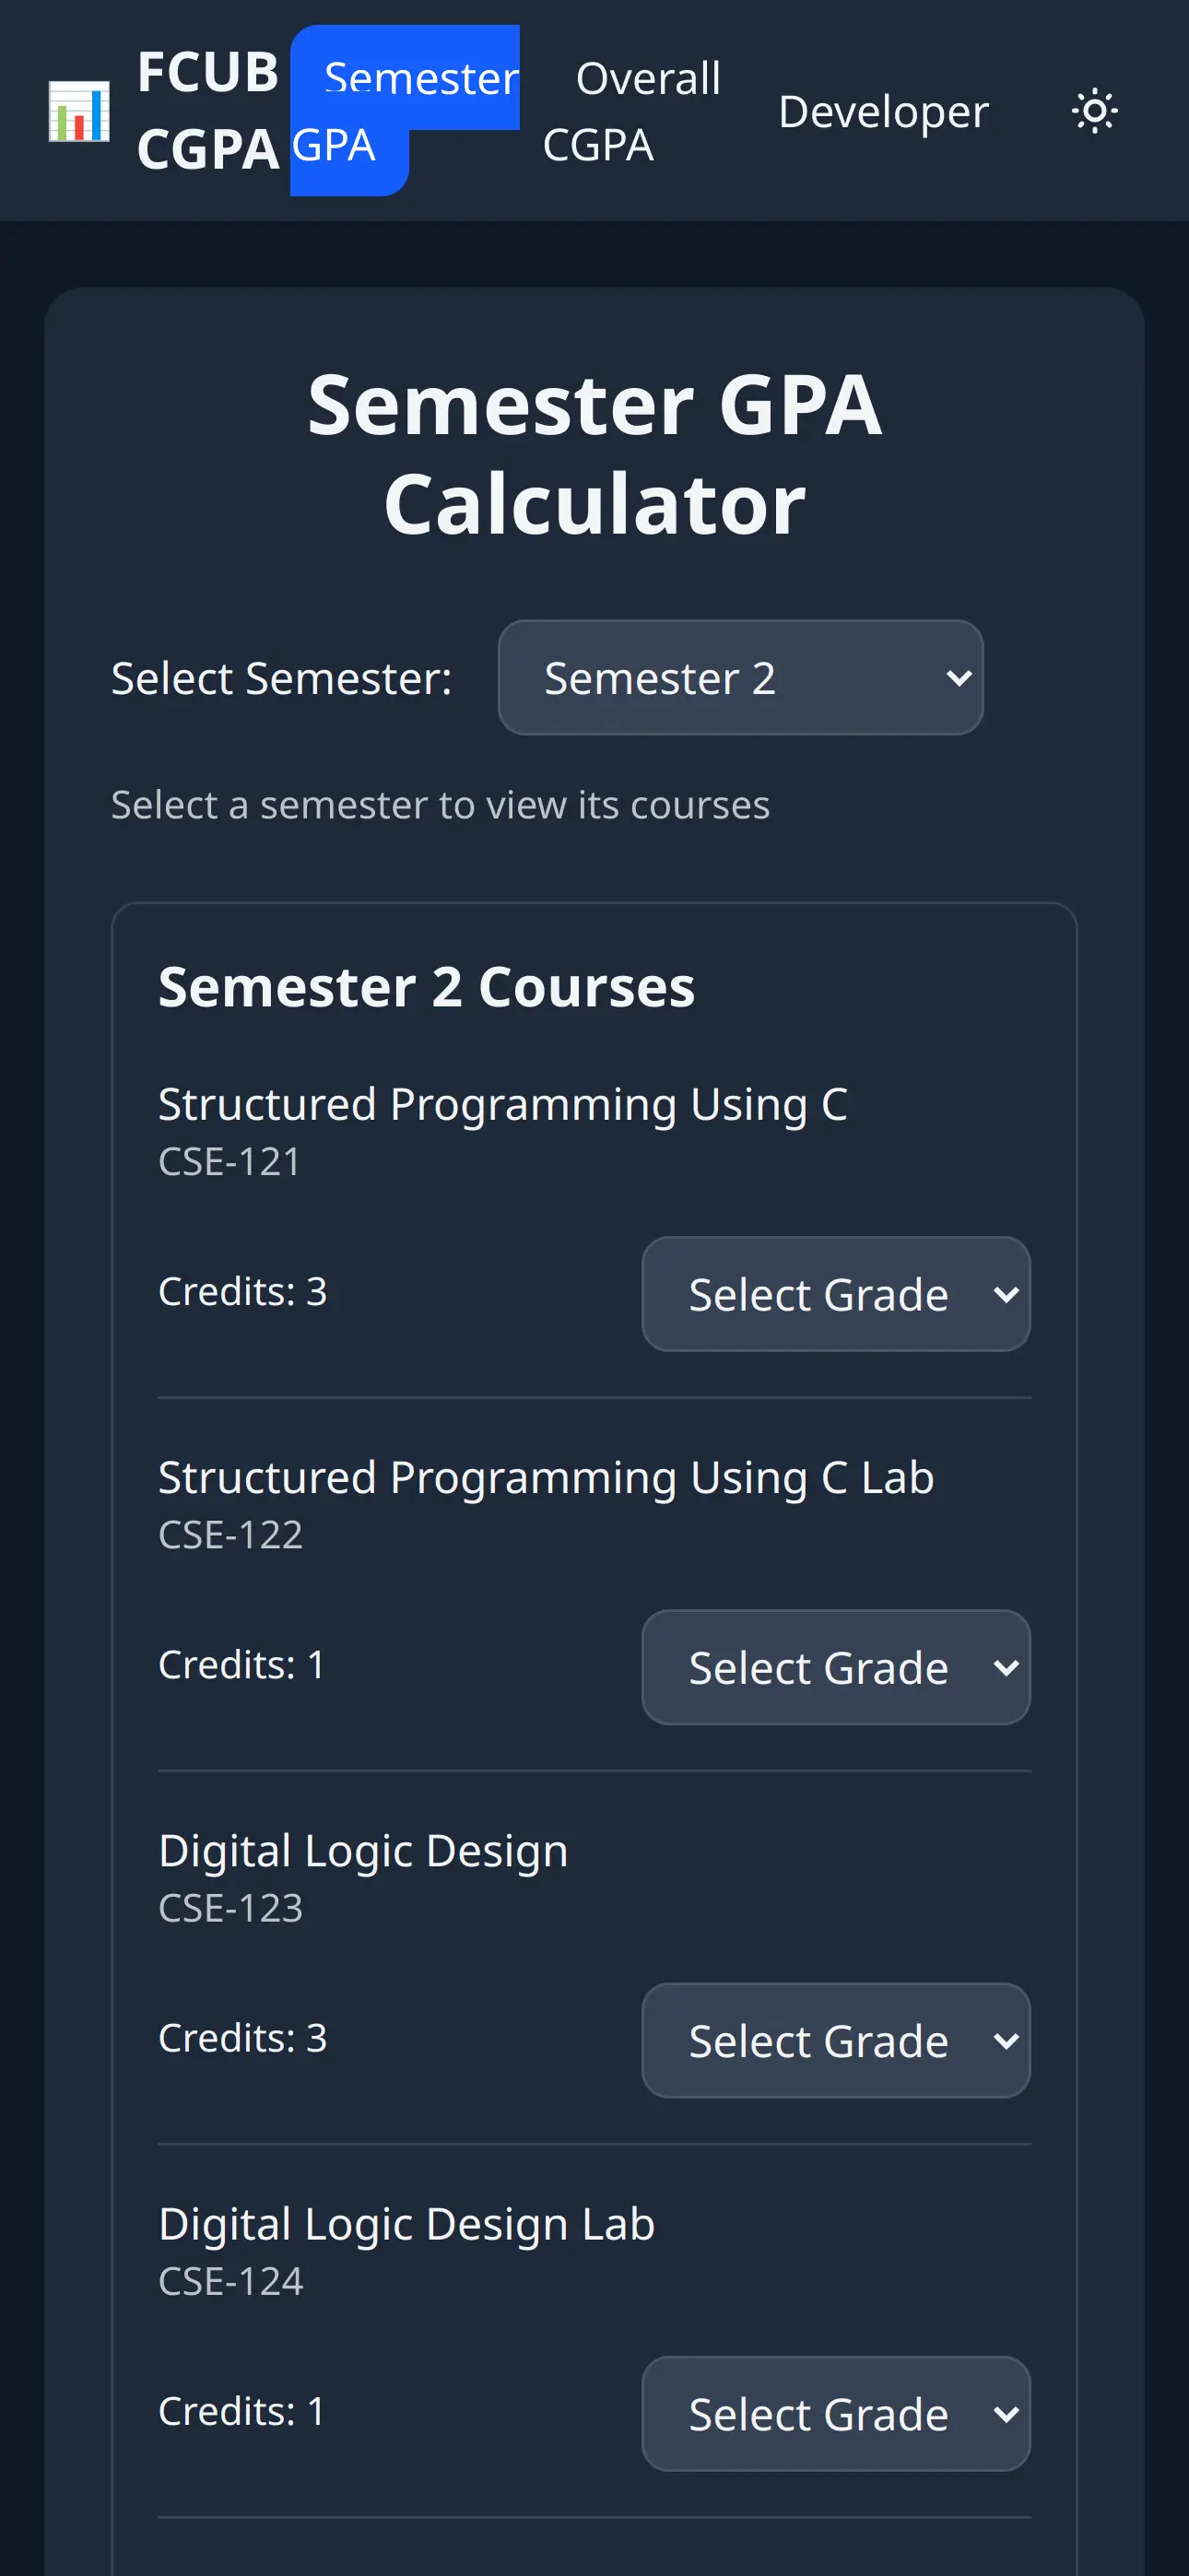 FCUB
CGPA
Semester
GPA
Overall
CGPA
Developer
Semester GPA
Calculator
Select Semester:
Semester 2
Select a semester to view its courses
Semester 2 Courses
Structured Programming Using C
CSE-121
Credits: 3
Select Grade
Structured Programming Using C Lab
CSE-122
Credits: 1
Select Grade
Digital Logic Design
CSE-123
Credits: 3
Select Grade
Digital Logic Design Lab
CSE-124
Credits: 1
Select Grade